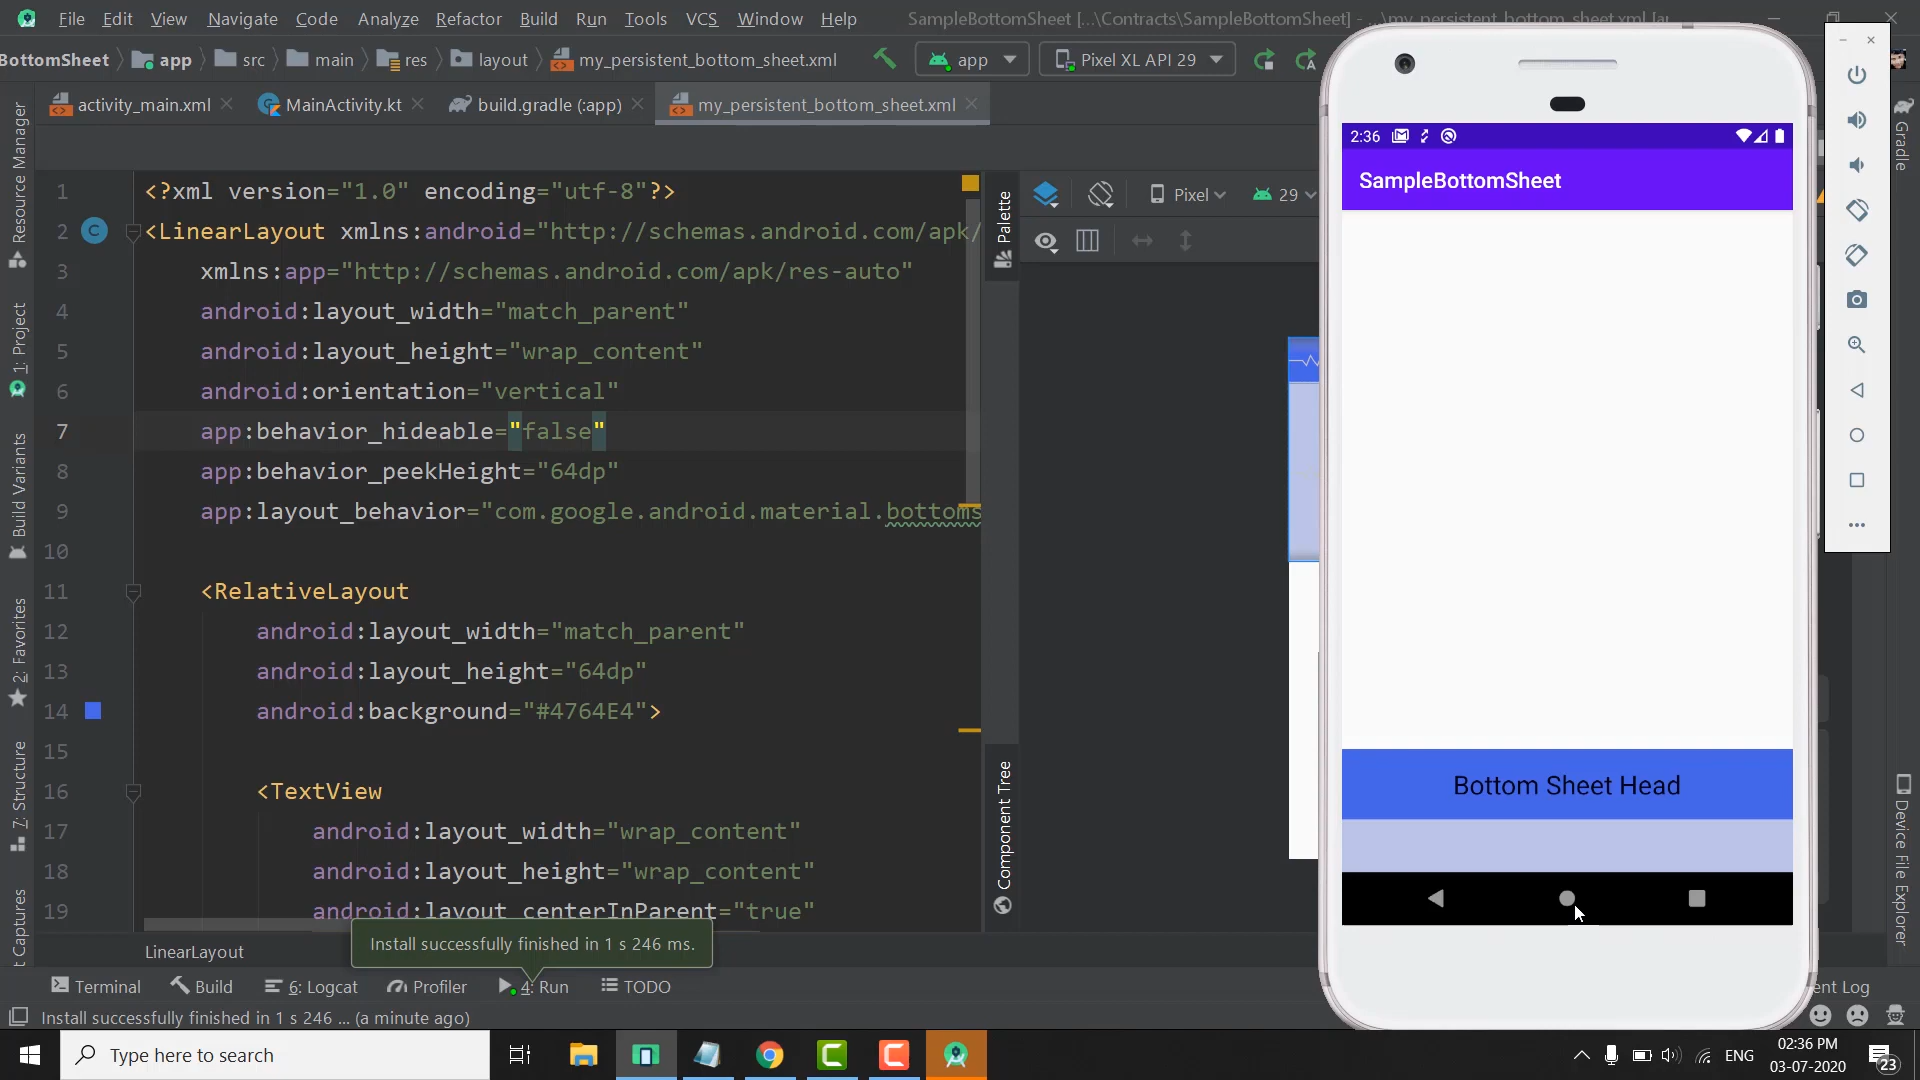 File Edit View Navigate Code Analyze Refactor Build Run Tools VCS Window Help SampleBottomSheet [...\Contracts\SampleBottomSheet] - ...\my_persistent_bottom_sheet.xml
BottomSheet app src main res layout my_persistent_bottom_sheet.xml app Pixel XL API 29
activity_main.xml MainActivity.kt build.gradle (:app) my_persistent_bottom_sheet.xml
Resource Manager
1: Project
Build Variants
2: Favorites
7: Structure
Captures
1 <?xml version="1.0" encoding="utf-8"?>
2 <LinearLayout xmlns:android="http://schemas.android.com/apk/
3 xmlns:app="http://schemas.android.com/apk/res-auto"
4 android:layout_width="match_parent"
5 android:layout_height="wrap_content"
6 android:orientation="vertical"
7 app:behavior_hideable="false"
8 app:behavior_peekHeight="64dp"
9 app:layout_behavior="com.google.android.material.bottoms
10
11 <RelativeLayout
12 android:layout_width="match_parent"
13 android:layout_height="64dp"
14 android:background="#4764E4">
15
16 <TextView
17 android:layout_width="wrap_content"
18 android:layout_height="wrap_content"
19 android:layout_centerInParent="true"
LinearLayout
Install successfully finished in 1 s 246 ms.
Palette
Component Tree
Pixel 29
2:36
SampleBottomSheet
Bottom Sheet Head
Gradle
Device File Explorer
Terminal Build 6: Logcat Profiler 4: Run TODO ent Log
Install successfully finished in 1 s 246 ... (a minute ago)
Type here to search
ENG
02:36 PM
03-07-2020
23